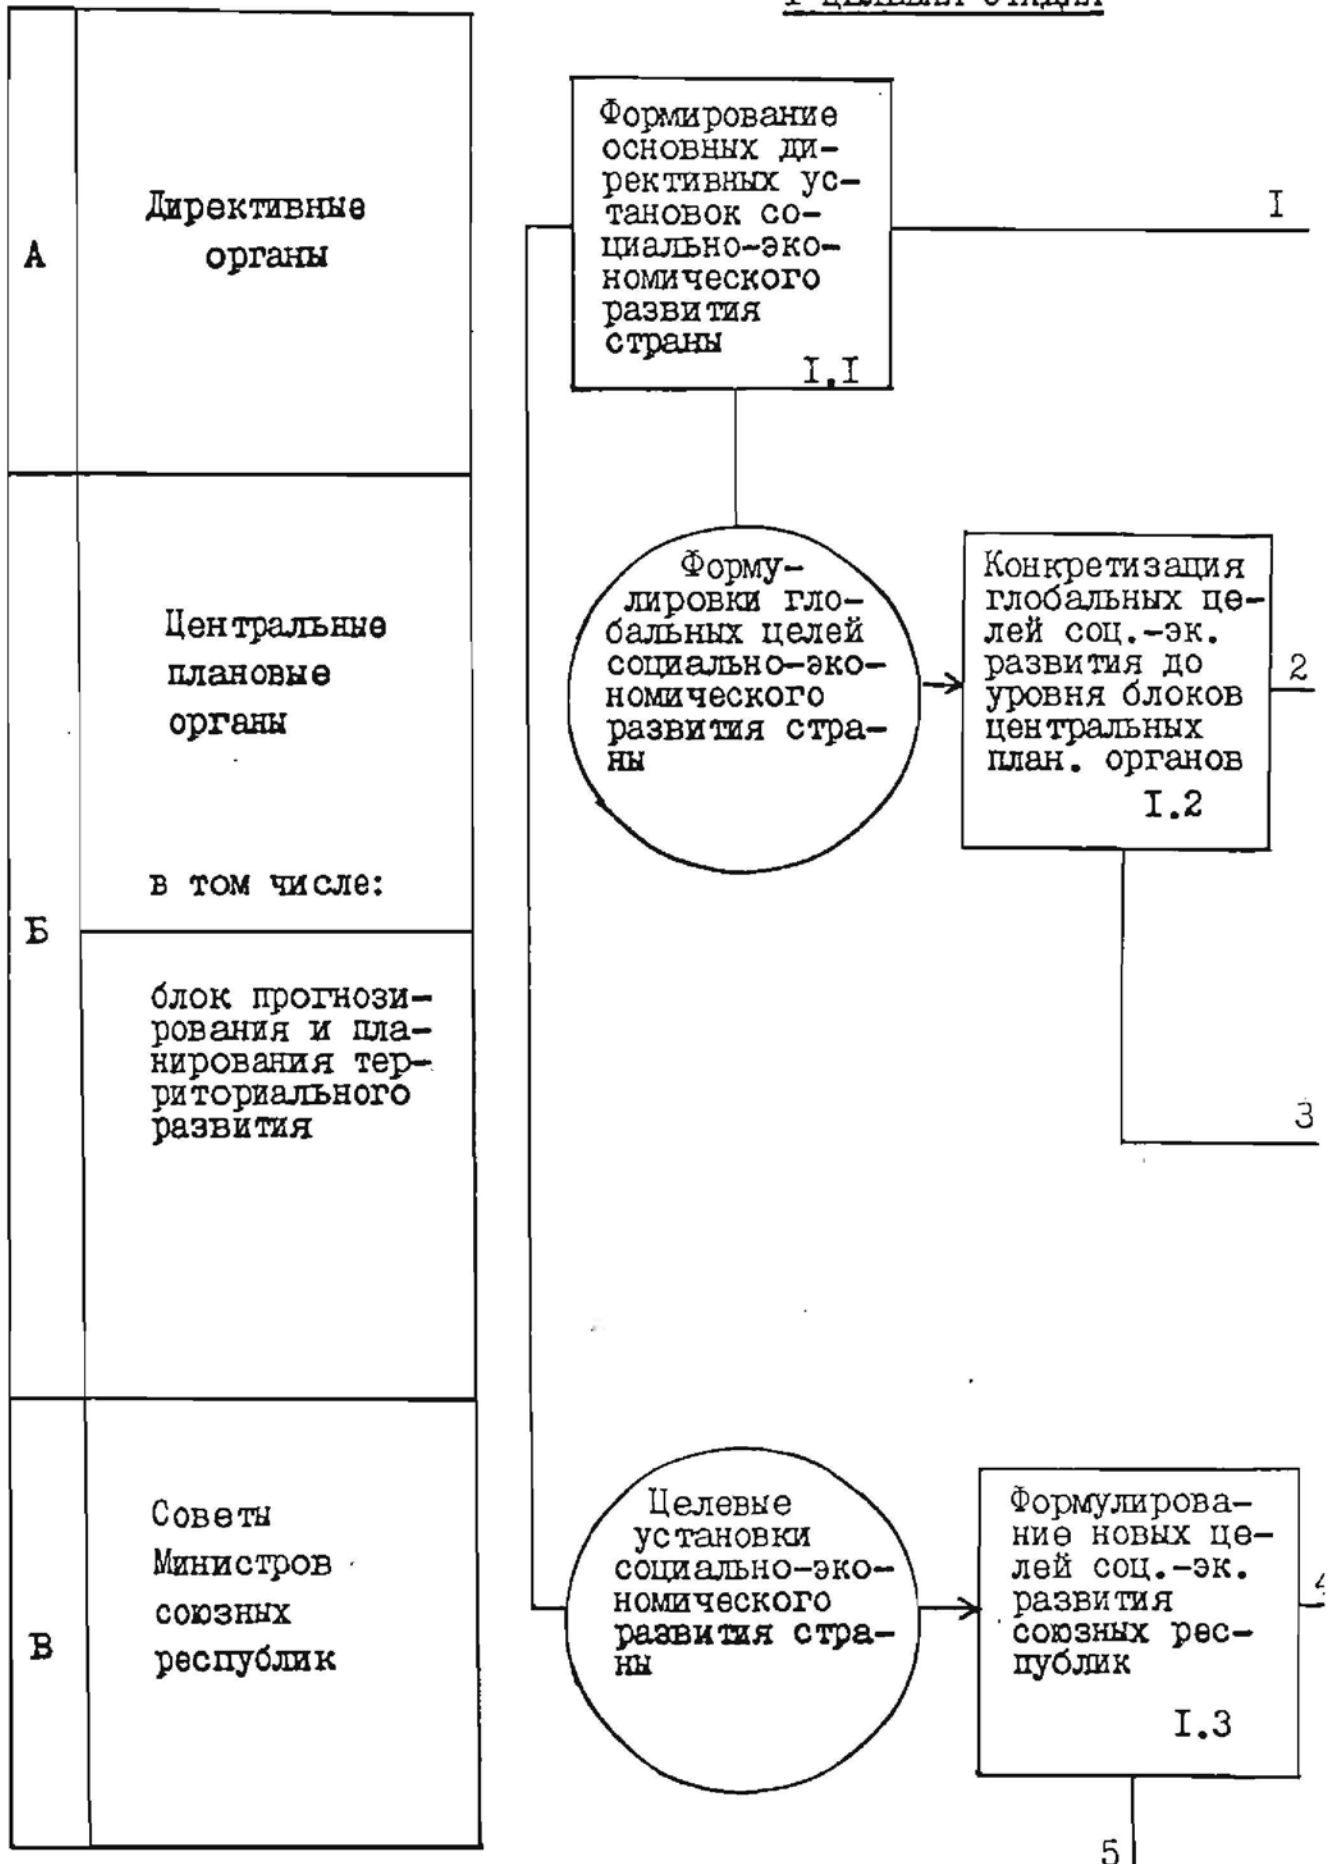 А
Директивные
органы
Формирование
основных ди-
рективных ус-
тановок со-
циально-эко-
номического
развития
страны
I.I
I
Б
Центральные
плановые
органы
в том числе:
блок прогнози-
рования и пла-
нирования тер-
риториального
развития
Форму-
лировки гло-
бальных целей
социально-эко-
номического
развития стра-
ны
Конкретизация
глобальных це-
лей соц.-эк.
развития до
уровня блоков
центральных
план. органов
I.2
2
3
В
Советы
Министров
союзных
республик
Целевые
установки
социально-эко-
номического
развития стра-
ны
Формулирова-
ние новых це-
лей соц.-эк.
развития
союзных рес-
публик
I.3
4
5